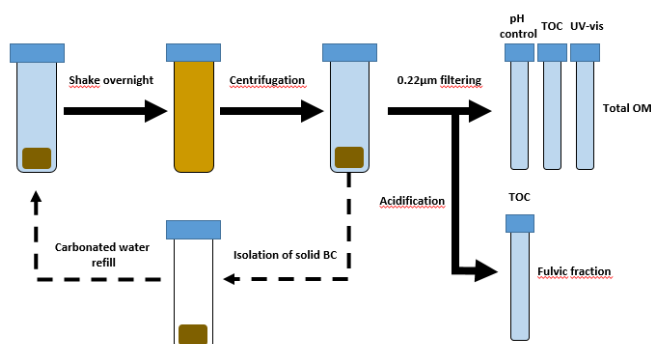 pH
control
TOC
UV-vis
Shake overnight
Centrifugation
0.22µm filtering
Total OM
Acidification
TOC
Carbonated water
refill
Isolation of solid BC
Fulvic fraction